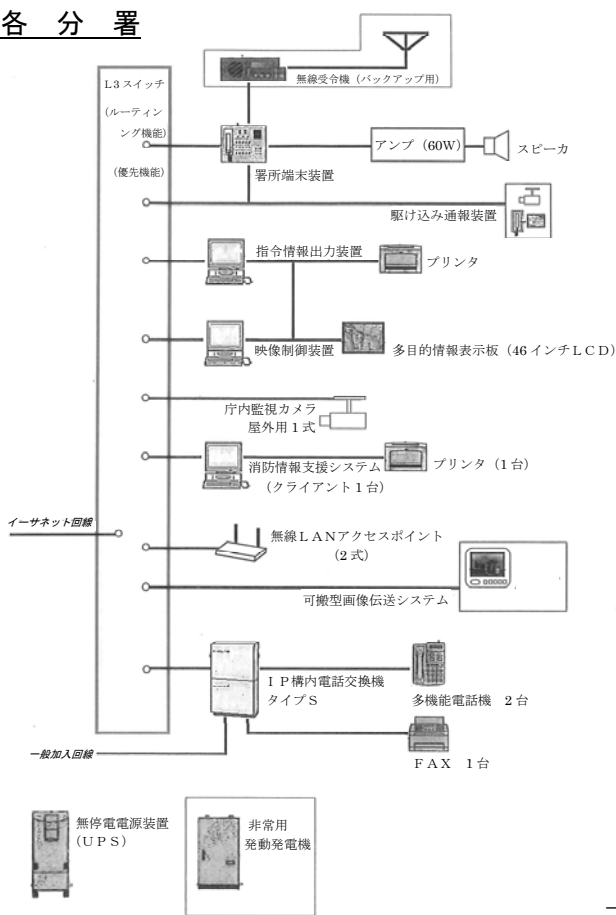 各 分 署
無線受令機（バックアップ用）
L3スイッチ
(ルーティ
ング機能)
(優先機能)
アンプ（60W）
スピーカ
署所端末装置
駆け込み通報装置
指令情報出力装置
プリンタ
映像制御装置
多目的情報表示板（46インチＬＣＤ）
庁内監視カメラ
屋外用１式
消防情報支援システム
（クライアント１台）
プリンタ（1台）
イーサネット回線
無線ＬＡＮアクセスポイント
（2式）
可搬型画像伝送システム
ＩＰ構内電話交換機
タイプＳ
多機能電話機　2台
一般加入回線
ＦＡＸ　1台
無停電電源装置
（ＵＰＳ）
非常用
発動発電機